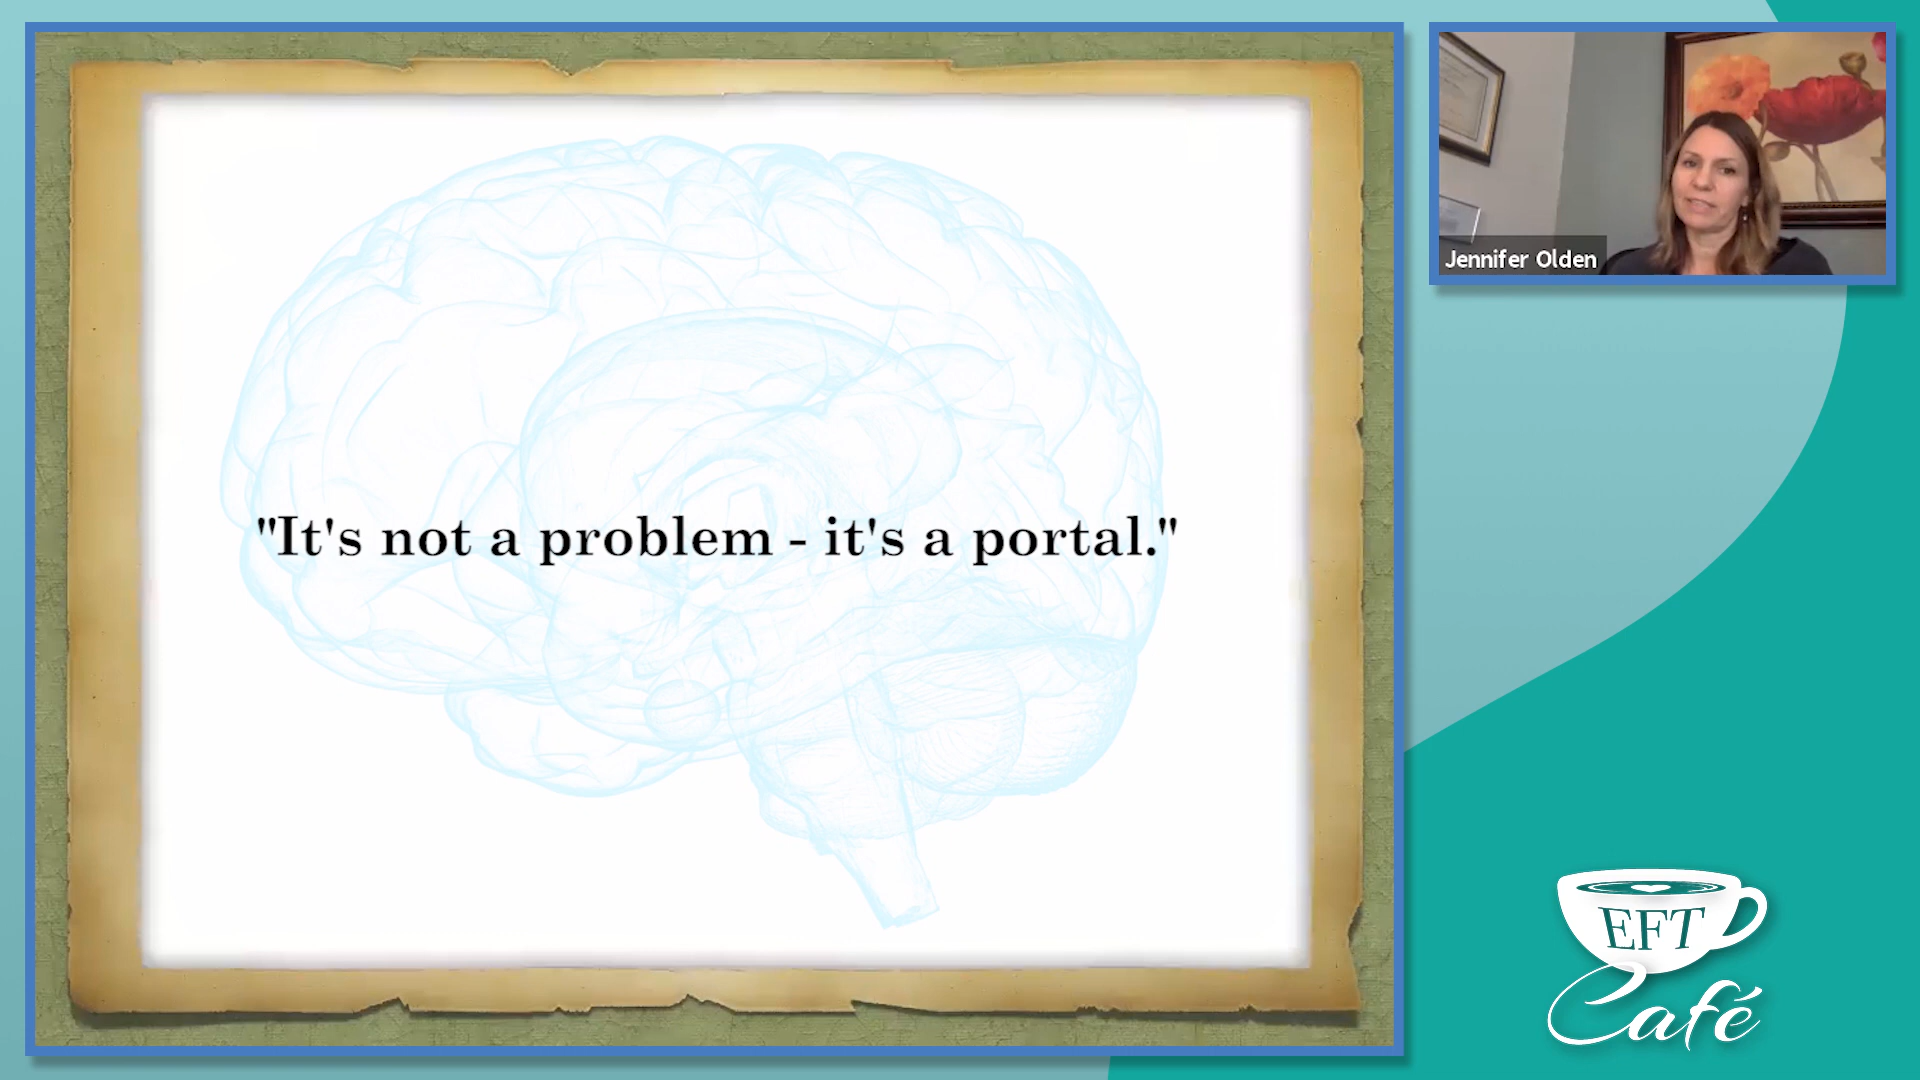 "It's not a problem - it's a portal."
Jennifer Olden
EFT
Café